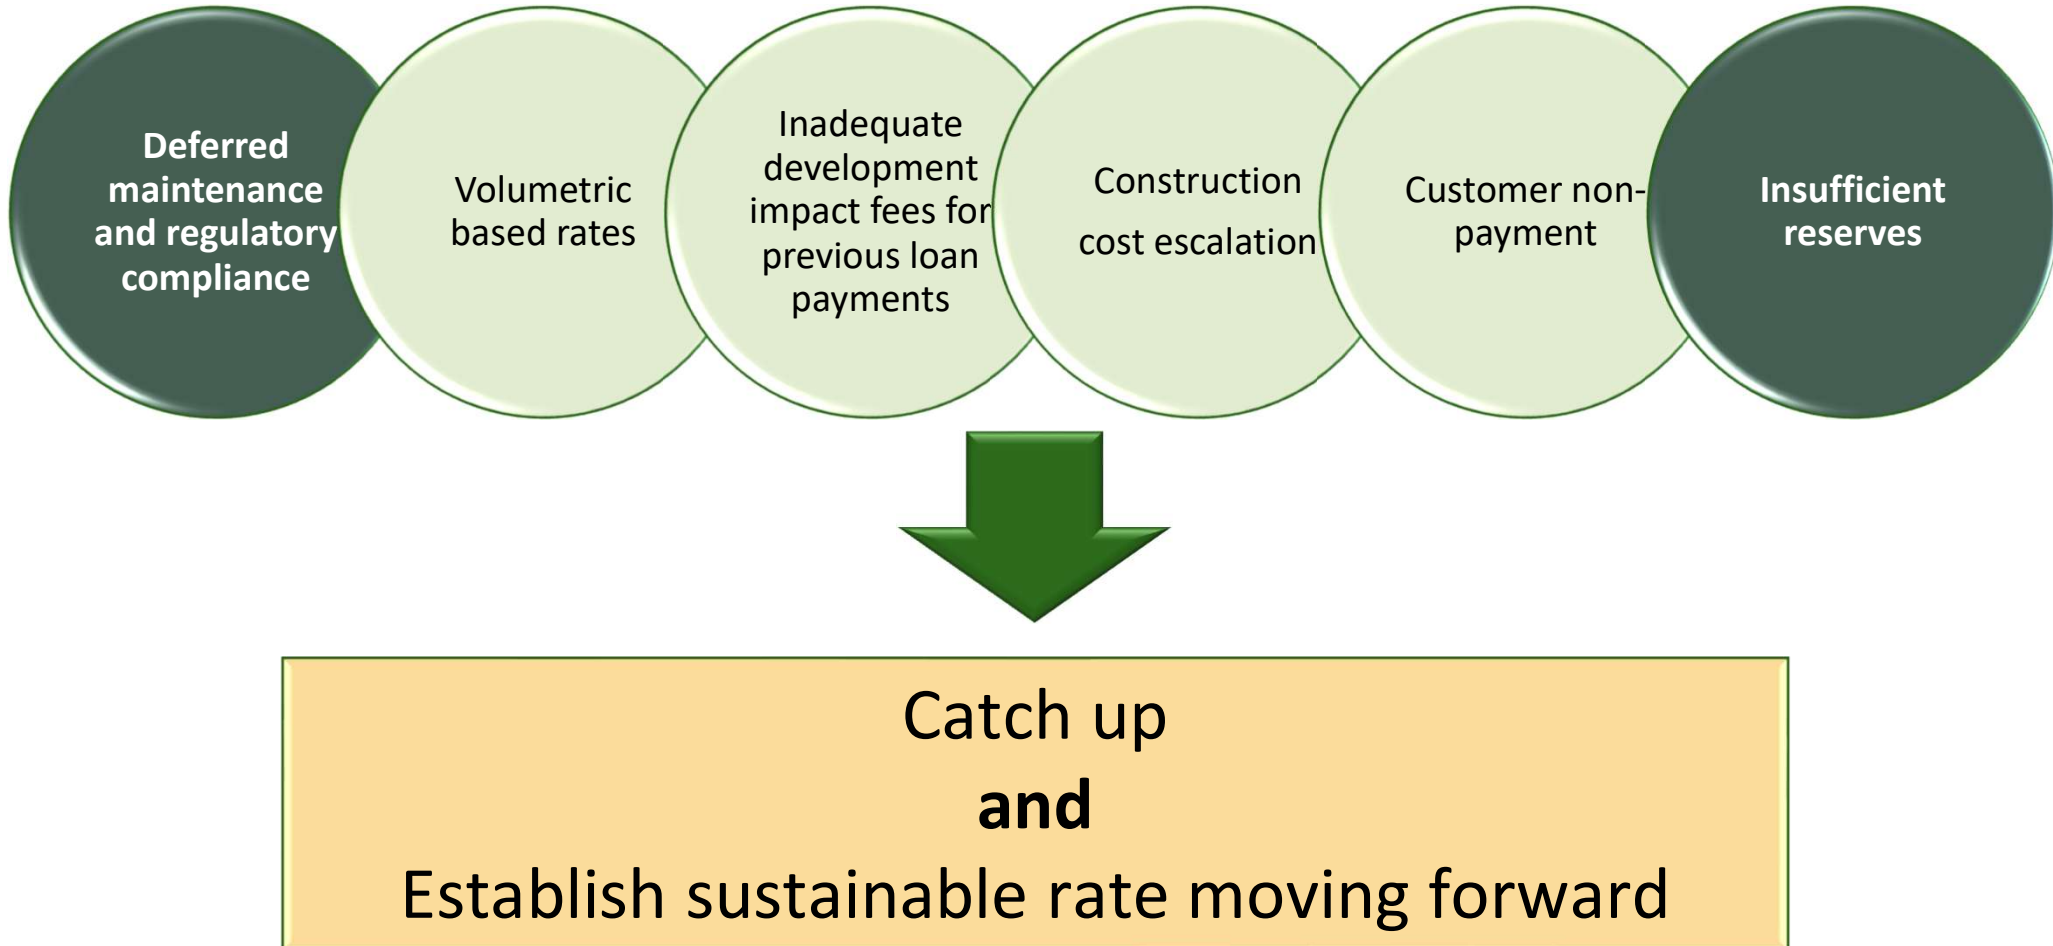 Deferred
maintenance
and regulatory
compliance
Volumetric
based rates
Inadequate
development
impact fees for
previous loan
payments
Construction
cost escalation
Customer non-
payment
Insufficient
reserves
Catch up
and
Establish sustainable rate moving forward